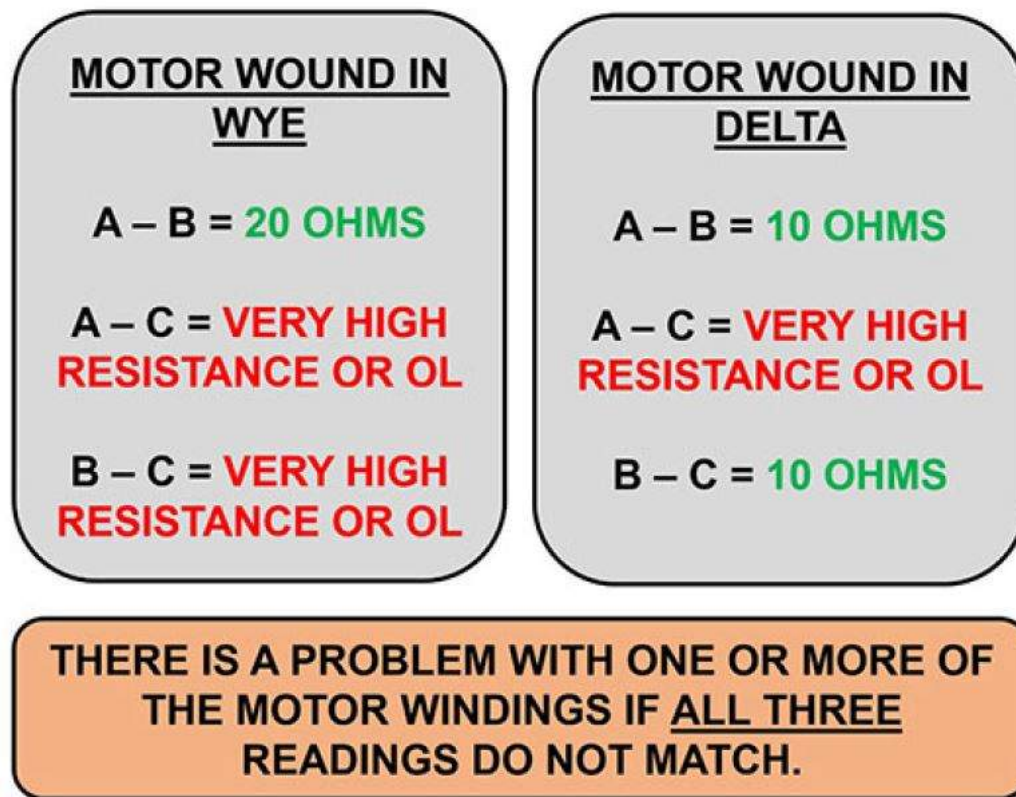 MOTOR WOUND IN
WYE
A – B = 20 OHMS
A – C = VERY HIGH
RESISTANCE OR OL
B – C = VERY HIGH
RESISTANCE OR OL
MOTOR WOUND IN
DELTA
A – B = 10 OHMS
A – C = VERY HIGH
RESISTANCE OR OL
B – C = 10 OHMS
THERE IS A PROBLEM WITH ONE OR MORE OF
THE MOTOR WINDINGS IF ALL THREE
READINGS DO NOT MATCH.